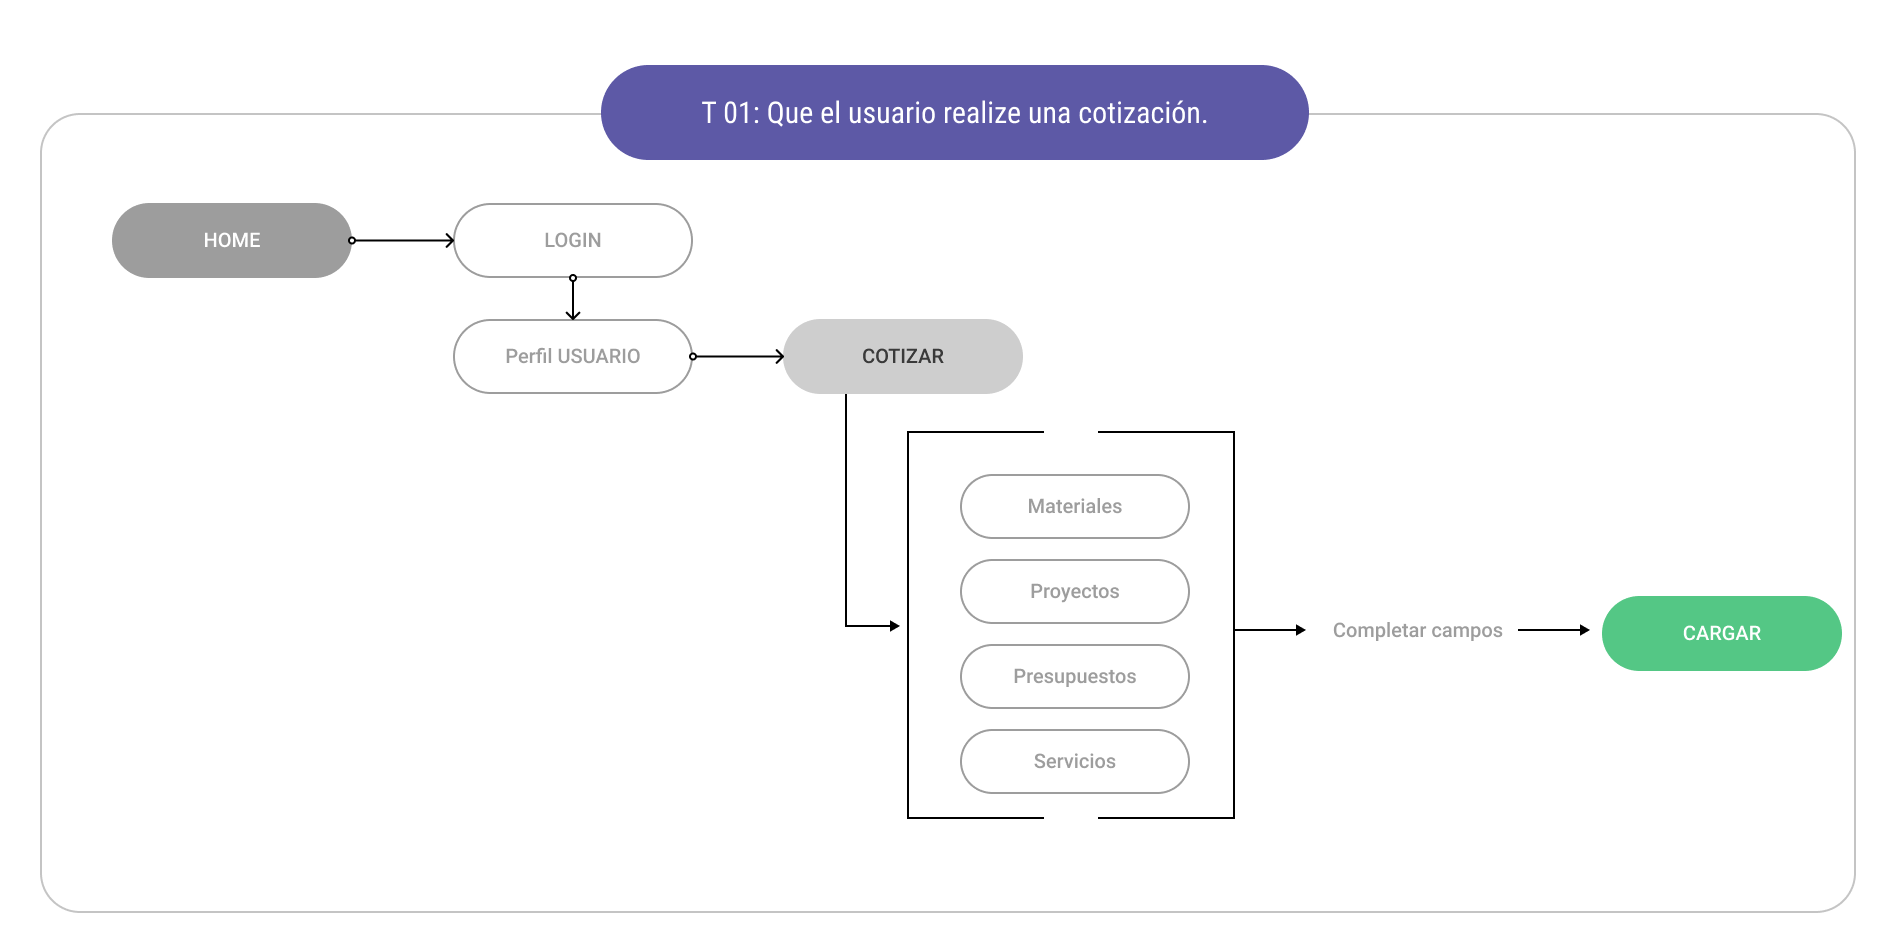 T 01: Que el usuario realize una cotización.
HOME
LOGIN
Perfil USUARIO
COTIZAR
Materiales
Proyectos
Presupuestos
Servicios
Completar campos
CARGAR